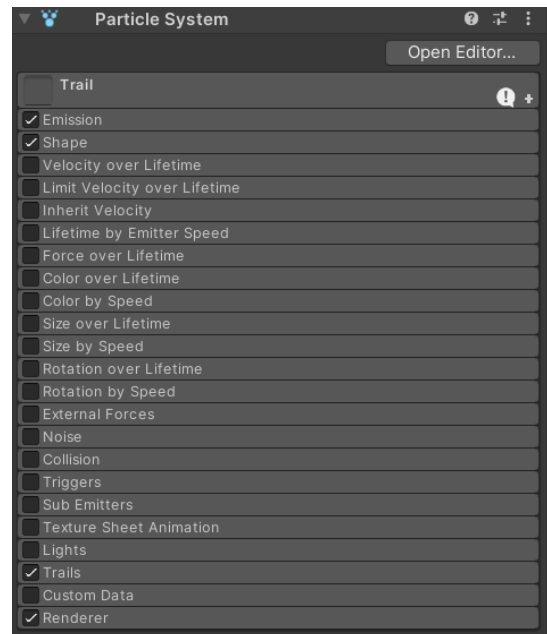 Particle System
Open Editor...
Trail
Emission
Shape
Velocity over Lifetime
Limit Velocity over Lifetime
Inherit Velocity
Lifetime by Emitter Speed
Force over Lifetime
Color over Lifetime
Color by Speed
Size over Lifetime
Size by Speed
Rotation over Lifetime
Rotation by Speed
External Forces
Noise
Collision
Triggers
Sub Emitters
Texture Sheet Animation
Lights
Trails
Custom Data
Renderer